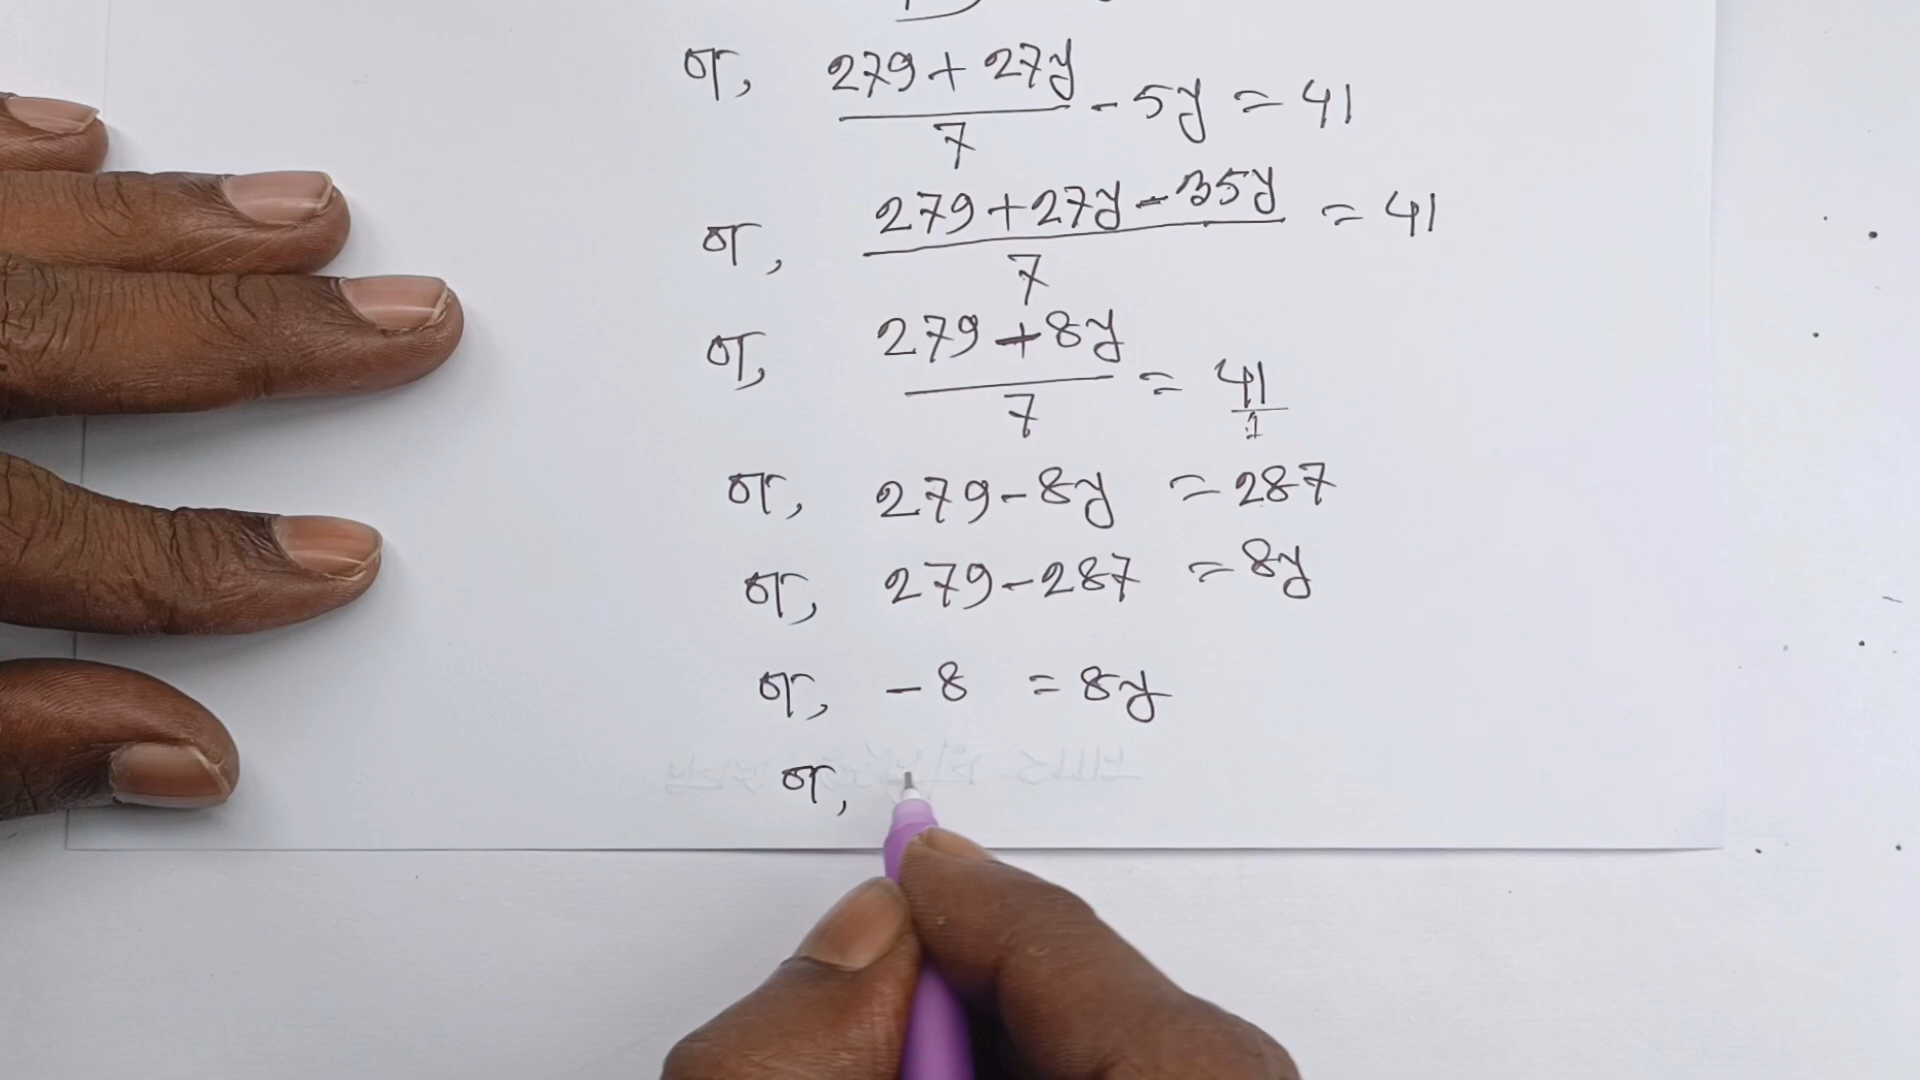 বা, (279 + 27y)/7 - 5y = 41
বা, (279 + 27y - 35y)/7 = 41
বা, (279 + 8y)/7 = 41/1
বা, 279 - 8y = 287
বা, 279 - 287 = 8y
বা, - 8 = 8y
বা,